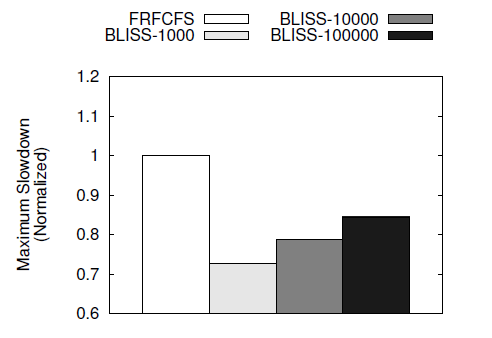 FRFCFS
BLISS-1000
BLISS-10000
BLISS-100000
Maximum Slowdown
(Normalized)
1.2
1.1
1
0.9
0.8
0.7
0.6